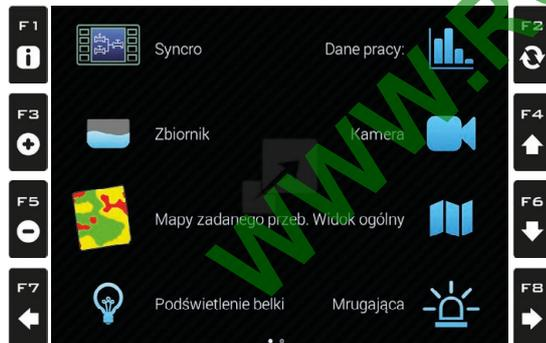 F1
F2
Syncro
Dane pracy:
F3
F4
Zbiornik
Kamera
F5
F6
Mapy zadanego przeb. Widok ogólny
F7
F8
Podświetlenie belki
Mrugająca
WWW.R